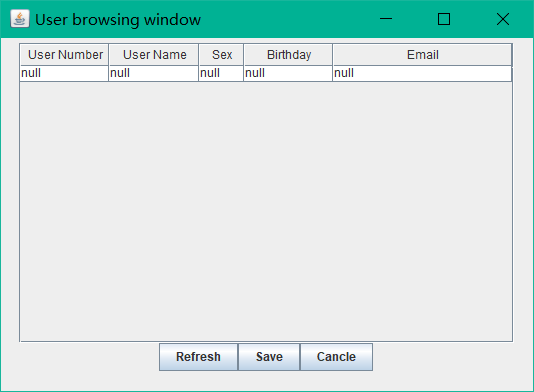 User browsing window
User Number User Name Sex Birthday Email
null null null null null
Refresh Save Cancle